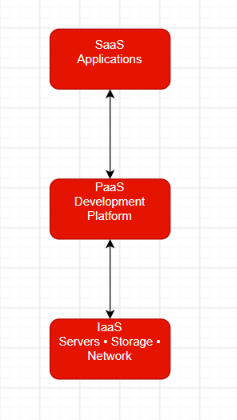 SaaS
Applications
PaaS
Development
Platform
IaaS
Servers • Storage •
Network